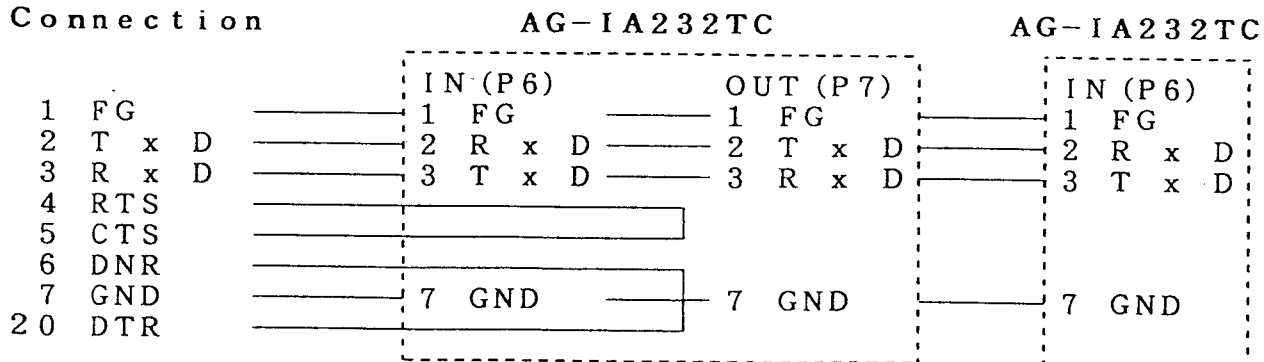 Connection AG-IA232TC AG-IA232TC
IN (P6) OUT (P7) IN (P6)
1 FG 1 FG 1 FG 1 FG
2 TxD 2 RxD 2 TxD 2 RxD
3 RxD 3 TxD 3 RxD 3 TxD
4 RTS
5 CTS
6 DNR
7 GND 7 GND 7 GND 7 GND
20 DTR